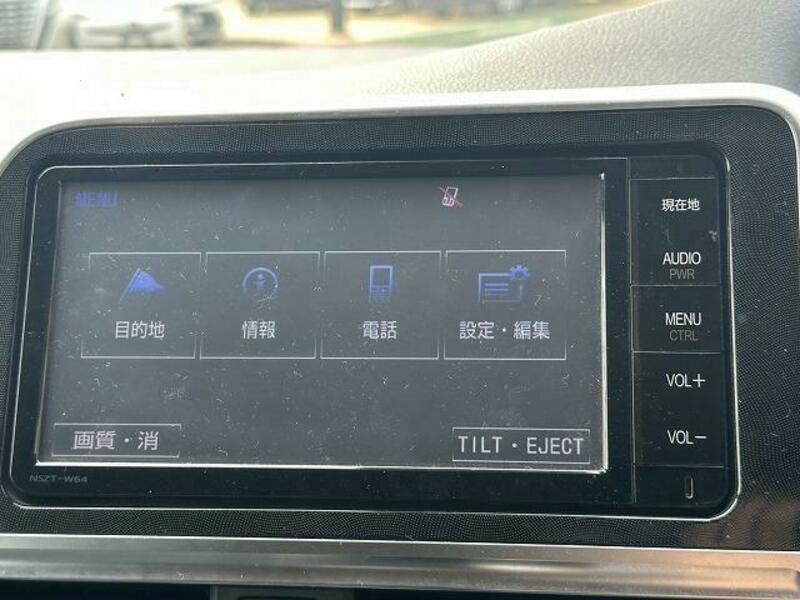 MENU
目的地
情報
電話
設定・編集
画質・消
TILT・EJECT
NSZT-W64
現在地
AUDIO
PWR
MENU
CTRL
VOL+
VOL−